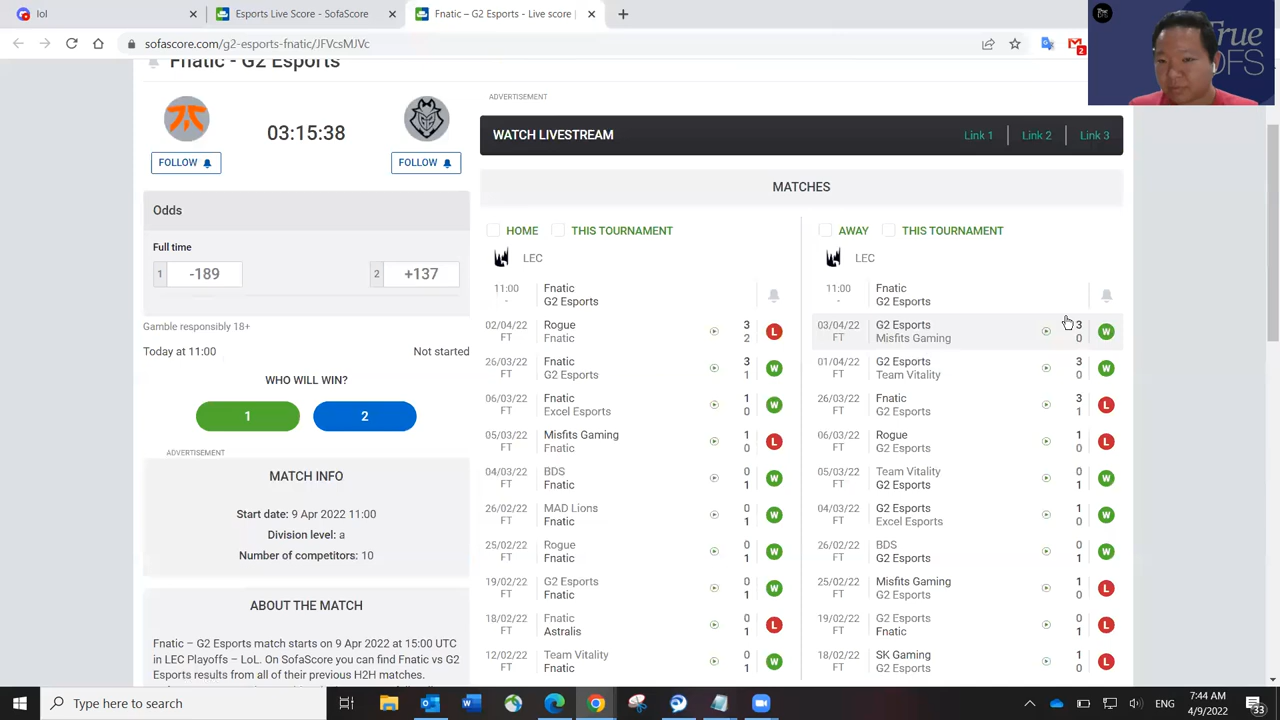 lol
Esports Live Score - SofaScore
Fnatic – G2 Esports - Live score |
sofascore.com/g2-esports-fnatic/JFVcsMJVc
2
True
DFS
Fnatic - G2 Esports
03:15:38
FOLLOW
FOLLOW
Odds
Full time
1 -189
2 +137
Gamble responsibly 18+
Today at 11:00
Not started
WHO WILL WIN?
1
2
ADVERTISEMENT
MATCH INFO
Start date: 9 Apr 2022 11:00
Division level: a
Number of competitors: 10
ABOUT THE MATCH
Fnatic – G2 Esports match starts on 9 Apr 2022 at 15:00 UTC
in LEC Playoffs – LoL. On SofaScore you can find Fnatic vs G2
Esports results from all of their previous H2H matches.
ADVERTISEMENT
WATCH LIVESTREAM
Link 1
Link 2
Link 3
MATCHES
HOME
THIS TOURNAMENT
LEC
11:00 Fnatic
- G2 Esports
02/04/22 Rogue 3
FT Fnatic 2 L
26/03/22 Fnatic 3
FT G2 Esports 1 W
06/03/22 Fnatic 1
FT Excel Esports 0 W
05/03/22 Misfits Gaming 1
FT Fnatic 0 L
04/03/22 BDS 0
FT Fnatic 1 W
26/02/22 MAD Lions 0
FT Fnatic 1 W
25/02/22 Rogue 0
FT Fnatic 1 W
19/02/22 G2 Esports 0
FT Fnatic 1 W
18/02/22 Fnatic 0
FT Astralis 1 L
12/02/22 Team Vitality 0
FT Fnatic 1 W
AWAY
THIS TOURNAMENT
LEC
11:00 Fnatic
- G2 Esports
03/04/22 G2 Esports 3
FT Misfits Gaming 0 W
01/04/22 G2 Esports 3
FT Team Vitality 0 W
26/03/22 Fnatic 3
FT G2 Esports 1 L
06/03/22 Rogue 1
FT G2 Esports 0 L
05/03/22 Team Vitality 0
FT G2 Esports 1 W
04/03/22 G2 Esports 1
FT Excel Esports 0 W
26/02/22 BDS 0
FT G2 Esports 1 W
25/02/22 Misfits Gaming 1
FT G2 Esports 0 L
19/02/22 G2 Esports 0
FT Fnatic 1 L
18/02/22 SK Gaming 1
FT G2 Esports 0 L
Type here to search
ENG
7:44 AM
4/9/2022
33